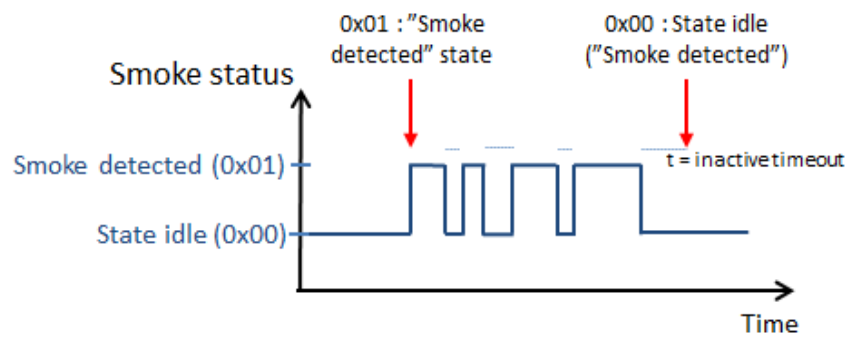 0x01 : ”Smoke
detected” state
0x00 : State idle
(”Smoke detected”)
Smoke status
Smoke detected (0x01)
t = inactive timeout
State idle (0x00)
Time